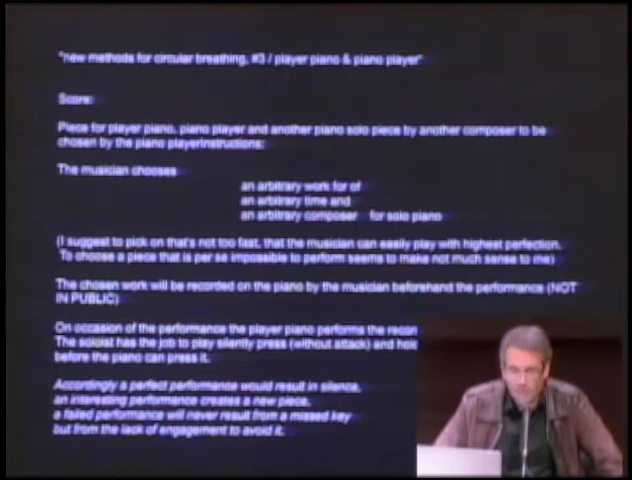 "new methods for circular breathing, #3 / player piano & piano player"
Score:
Piece for player piano, piano player and another piano solo piece by another composer to be
chosen by the piano playerInstructions:
The musician chooses
an arbitrary work for of
an arbitrary time and
an arbitrary composer for solo piano
(I suggest to pick on that's not too fast, that the musician can easily play with highest perfection.
To choose a piece that is per se impossible to perform seems to make not much sense to me)
The chosen work will be recorded on the piano by the musician beforehand the performance (NOT
IN PUBLIC)
On occasion of the performance the player piano performs the
The soloist has the job to play silently press (without attack) and
before the piano can press it.
Accordingly a perfect performance would result in silence,
an interesting performance creates a new piece,
a failed performance will never result from a missed key
but from the lack of engagement to avoid it.